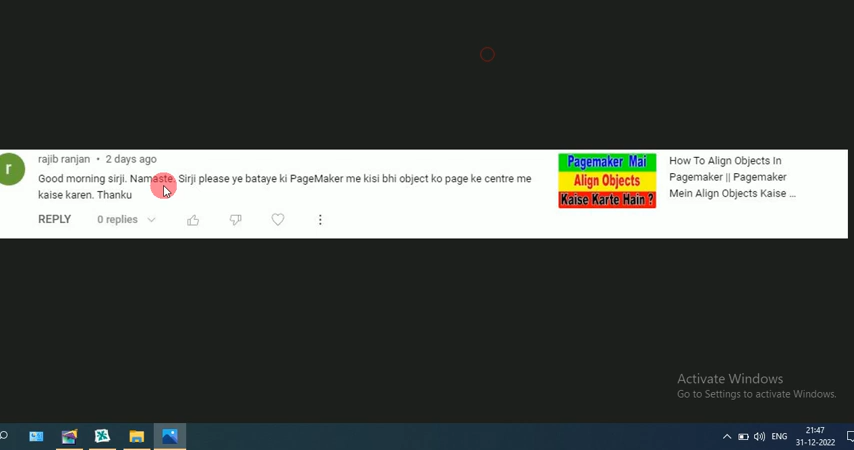 rajib ranjan • 2 days ago
Good morning sirji. Namaste. Sirji please ye bataye ki PageMaker me kisi bhi object ko page ke centre me
kaise karen. Thanku
REPLY 0 replies
r
Pagemaker Mai
Align Objects
Kaise Karte Hain ?
How To Align Objects In
Pagemaker || Pagemaker
Mein Align Objects Kaise ...
Activate Windows
Go to Settings to activate Windows.
ENG
21:47
31-12-2022